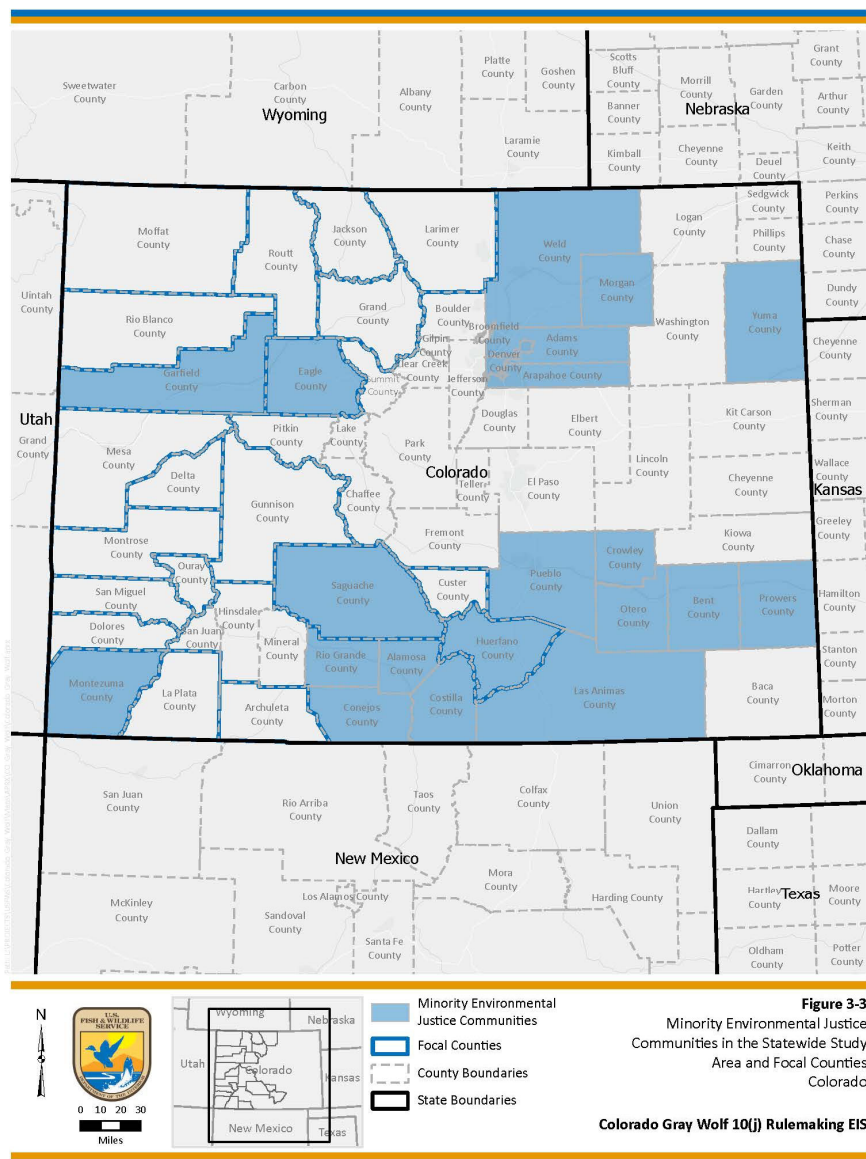 Platte
County
Goshen
County
Scotts
Bluff
County
Grant
County
Sweetwater
County
Carbon
County
Albany
County
Morrill
County
Garden
County
Arthur
County
Banner
County
Wyoming
Nebraska
Laramie
County
Kimball
County
Cheyenne
County
Deuel
County
Keith
County
Moffat
County
Routt
County
Jackson
County
Larimer
County
Weld
County
Logan
County
Sedgwick
County
Phillips
County
Perkins
County
Chase
County
Uintah
County
Rio Blanco
County
Grand
County
Boulder
County
Morgan
County
Washington
County
Yuma
County
Dundy
County
Gilpin
County
Broomfield
County
Adams
County
Cheyenne
County
Garfield
County
Eagle
County
Summit
County
Clear Creek
County
Denver
County
Arapahoe County
Jefferson
County
Utah
Grand
County
Mesa
County
Pitkin
County
Lake
County
Park
County
Douglas
County
Elbert
County
Kit Carson
County
Sherman
County
Delta
County
Colorado
Lincoln
County
Gunnison
County
Chaffee
County
Teller
County
El Paso
County
Cheyenne
County
Wallace
County
Kansas
Greeley
County
Montrose
County
Fremont
County
Kiowa
County
Ouray
County
Saguache
County
Custer
County
Pueblo
County
Crowley
County
San Miguel
County
Hinsdale
County
Otero
County
Bent
County
Prowers
County
Hamilton
County
Dolores
County
San Juan
County
Mineral
County
Rio Grande
County
Alamosa
County
Huerfano
County
Stanton
County
Montezuma
County
La Plata
County
Archuleta
County
Conejos
County
Costilla
County
Las Animas
County
Baca
County
Morton
County
Cimarron
County
Oklahoma
San Juan
County
Rio Arriba
County
Taos
County
Colfax
County
Union
County
Dallam
County
New Mexico
McKinley
County
Los Alamos County
Sandoval
County
Mora
County
Harding County
Hartley
County
Texas
Moore
County
Santa Fe
County
Oldham
County
Potter
County
N
U.S.
FISH & WILDLIFE
SERVICE
DEPARTMENT OF THE INTERIOR
0 10 20 30
Miles
Wyoming
Nebraska
Utah
Colorado
Kansas
New Mexico
Texas
Minority Environmental
Justice Communities
Focal Counties
County Boundaries
State Boundaries
Figure 3-3
Minority Environmental Justice
Communities in the Statewide Study
Area and Focal Counties
Colorado
Colorado Gray Wolf 10(j) Rulemaking EIS